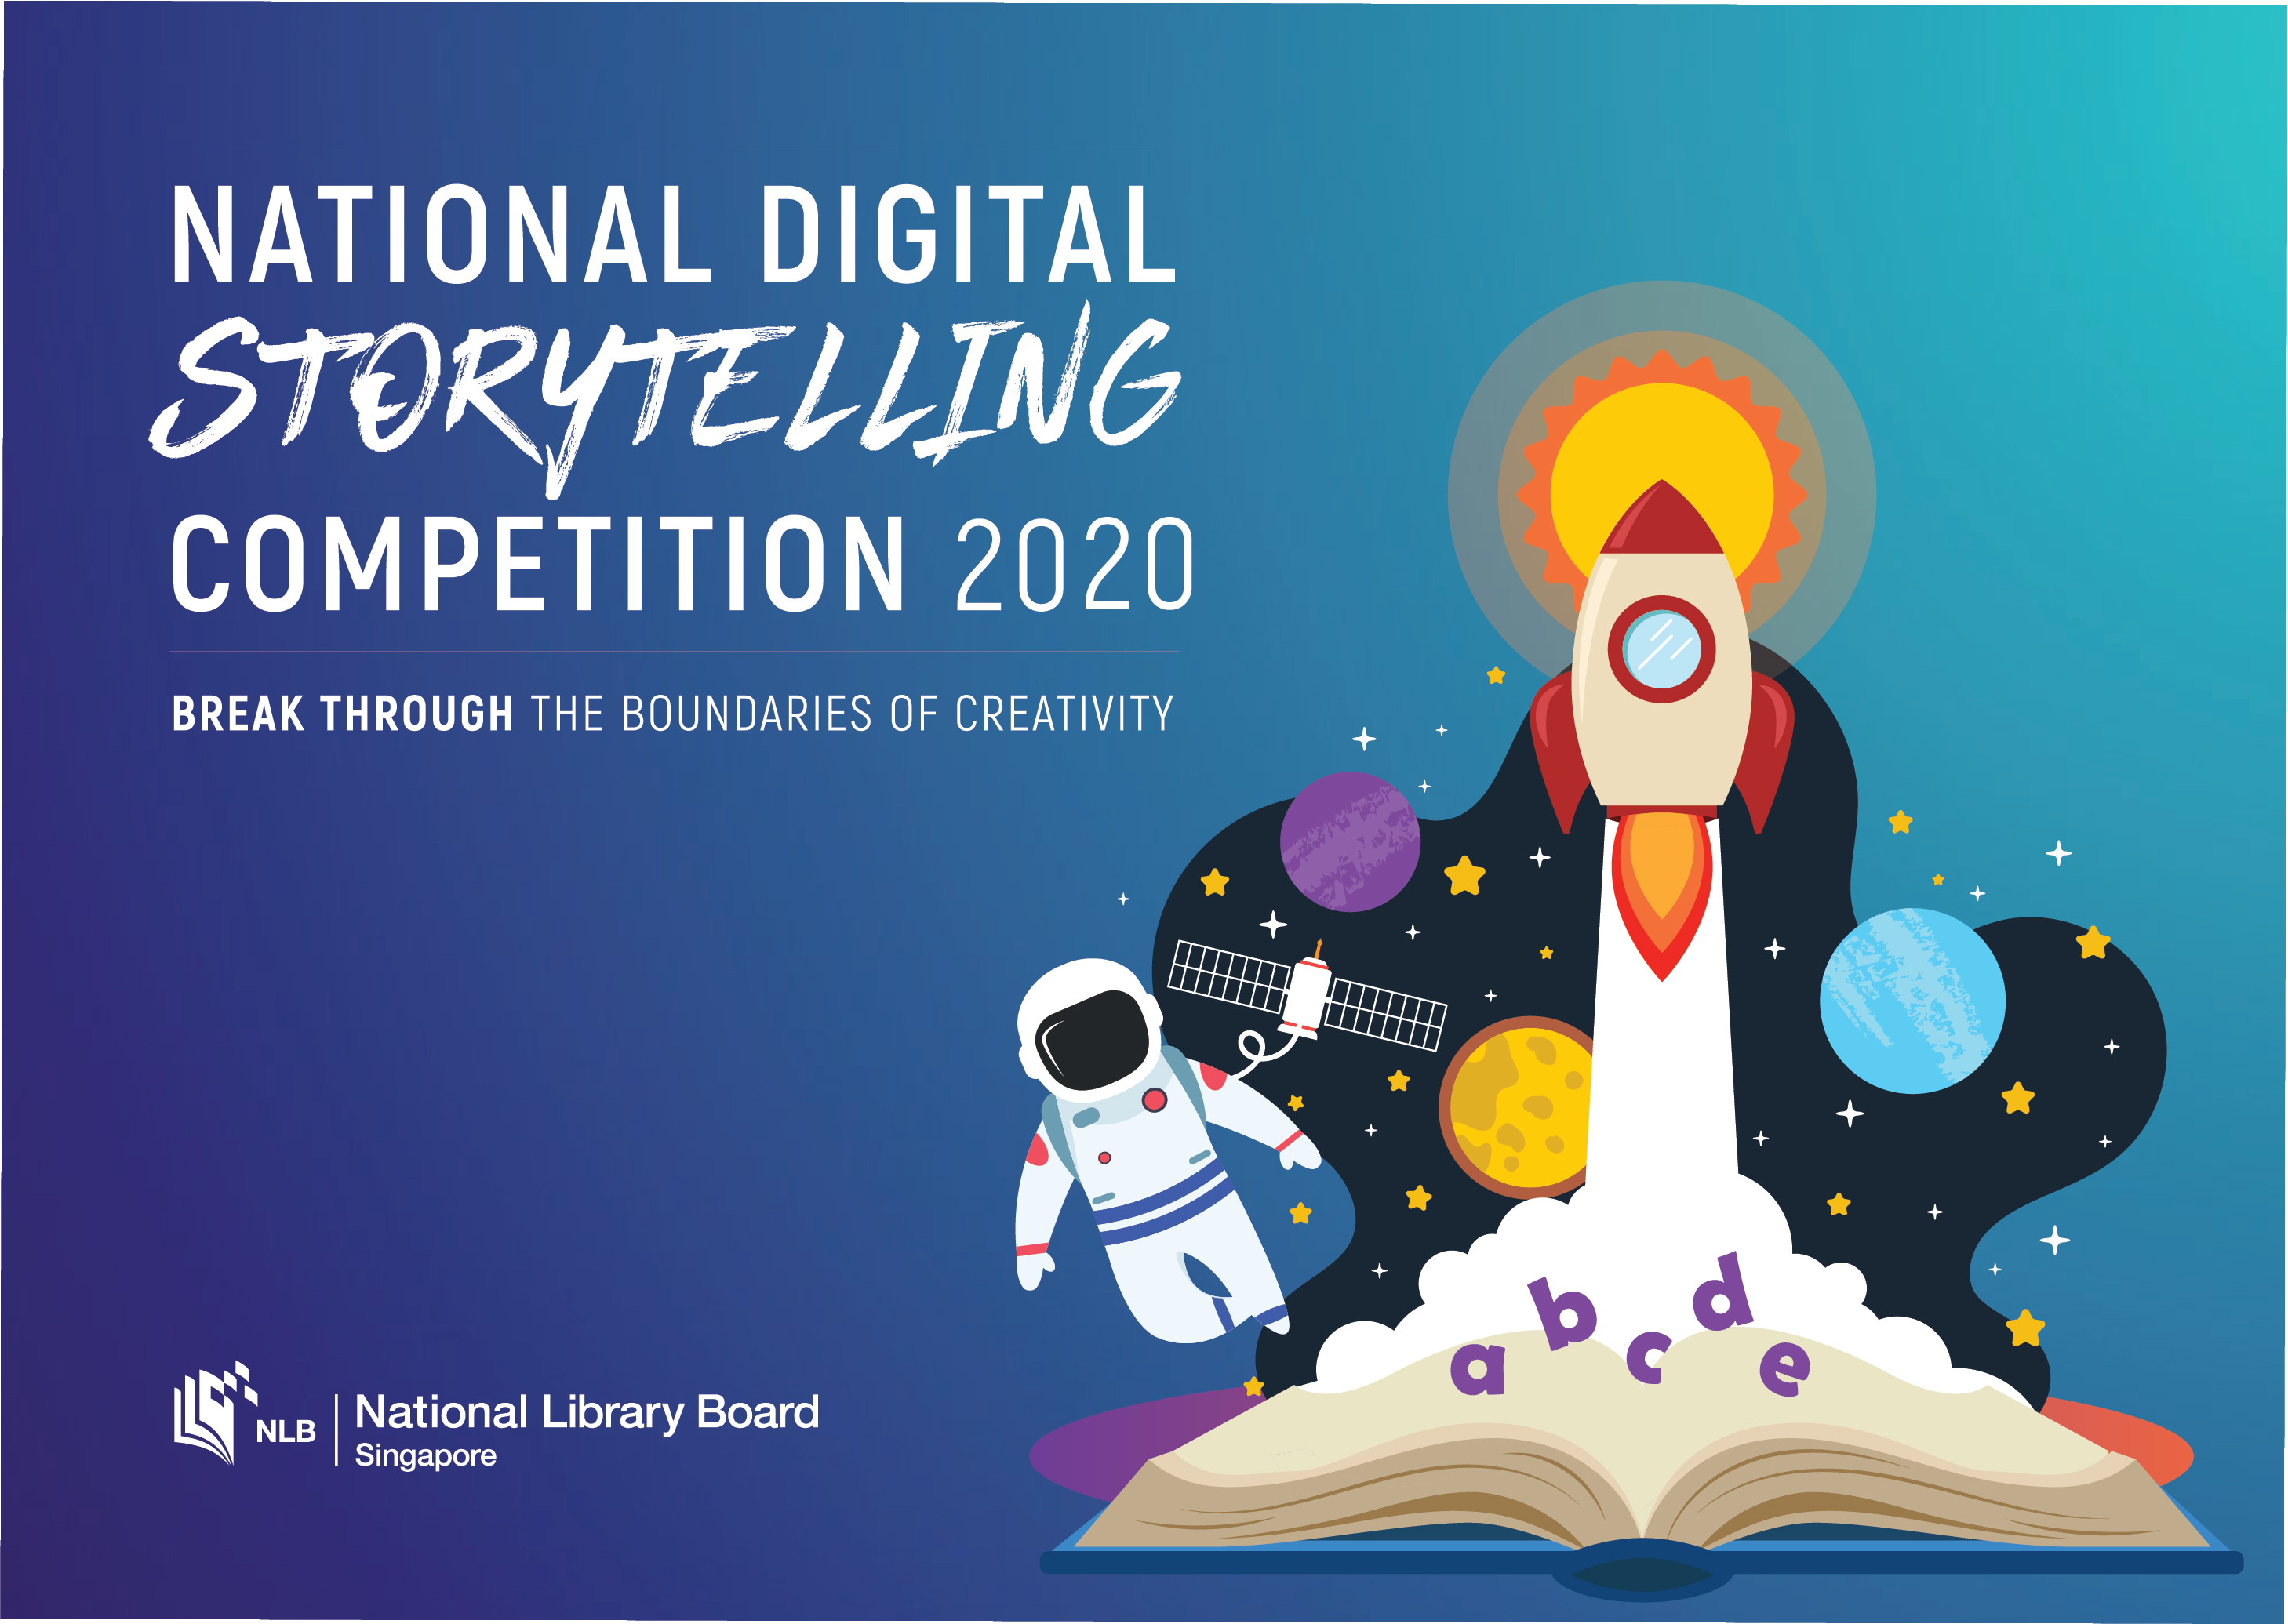 NATIONAL DIGITAL
STORYTELLING
COMPETITION 2020
BREAK THROUGH THE BOUNDARIES OF CREATIVITY
a b c d e
NLB
National Library Board
Singapore